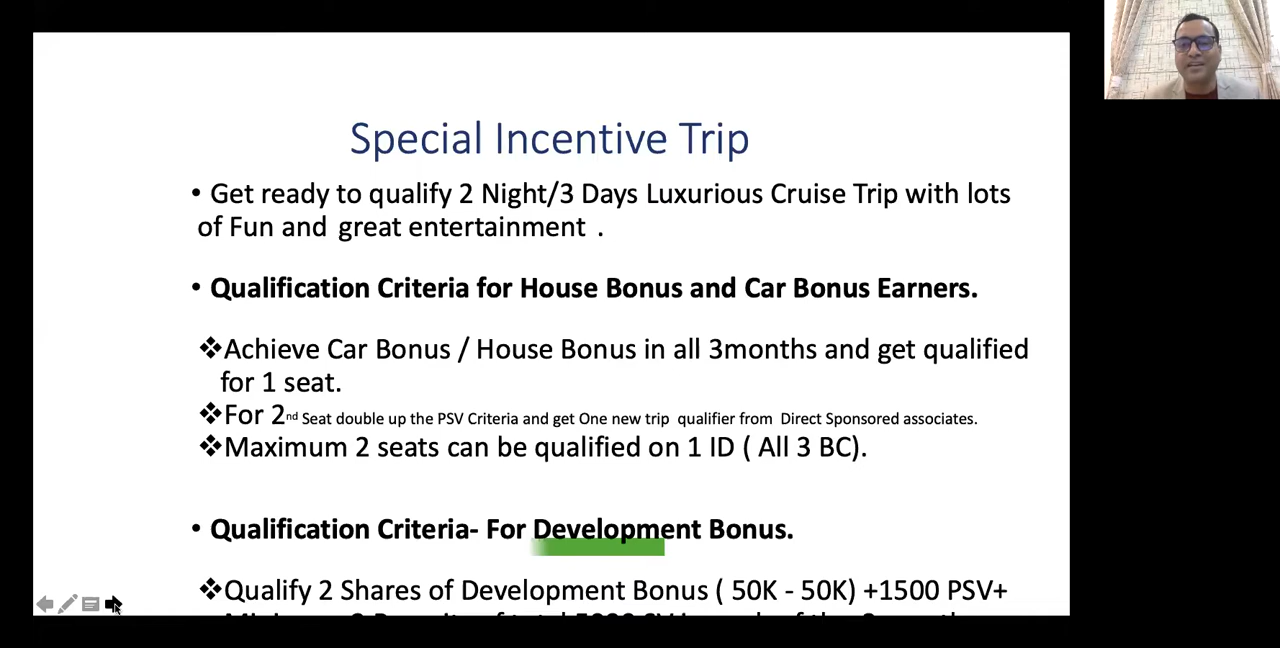 Special Incentive Trip
• Get ready to qualify 2 Night/3 Days Luxurious Cruise Trip with lots
of Fun and great entertainment .
• Qualification Criteria for House Bonus and Car Bonus Earners.
❖Achieve Car Bonus / House Bonus in all 3months and get qualified
for 1 seat.
❖For 2nd Seat double up the PSV Criteria and get One new trip qualifier from Direct Sponsored associates.
❖Maximum 2 seats can be qualified on 1 ID ( All 3 BC).
• Qualification Criteria- For Development Bonus.
❖Qualify 2 Shares of Development Bonus ( 50K - 50K) +1500 PSV+